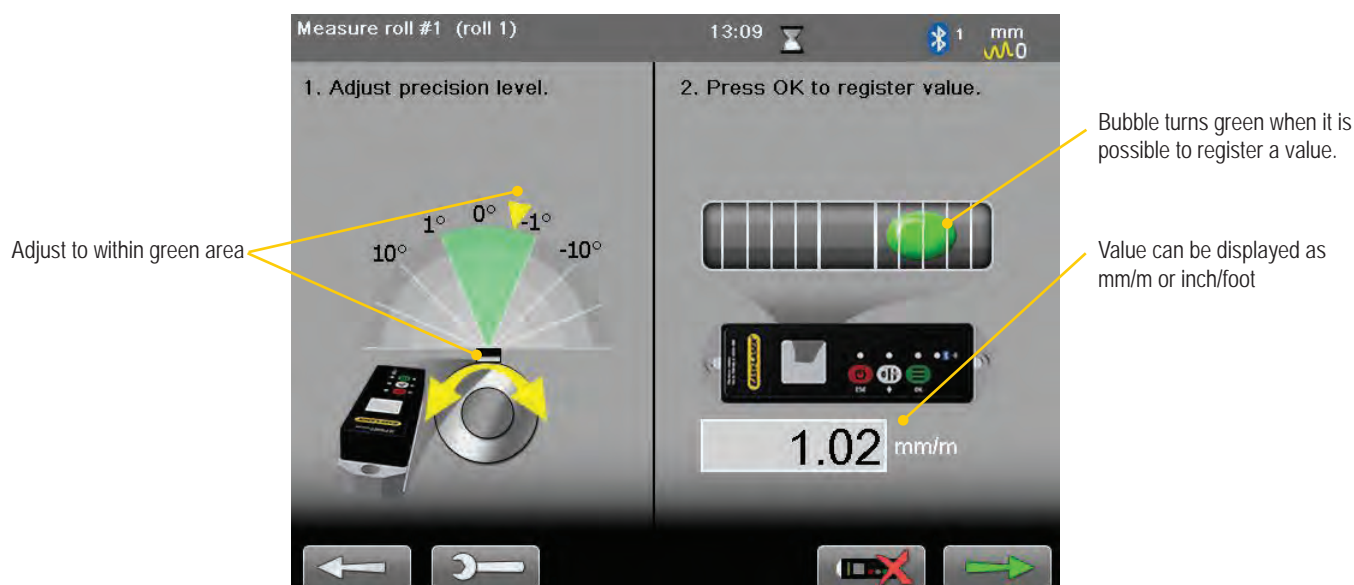 Measure roll #1 (roll 1)
13:09
1
mm
0
1. Adjust precision level.
2. Press OK to register value.
Bubble turns green when it is
possible to register a value.
Adjust to within green area
10°
1°
0°
-1°
-10°
Value can be displayed as
mm/m or inch/foot
1.02 mm/m